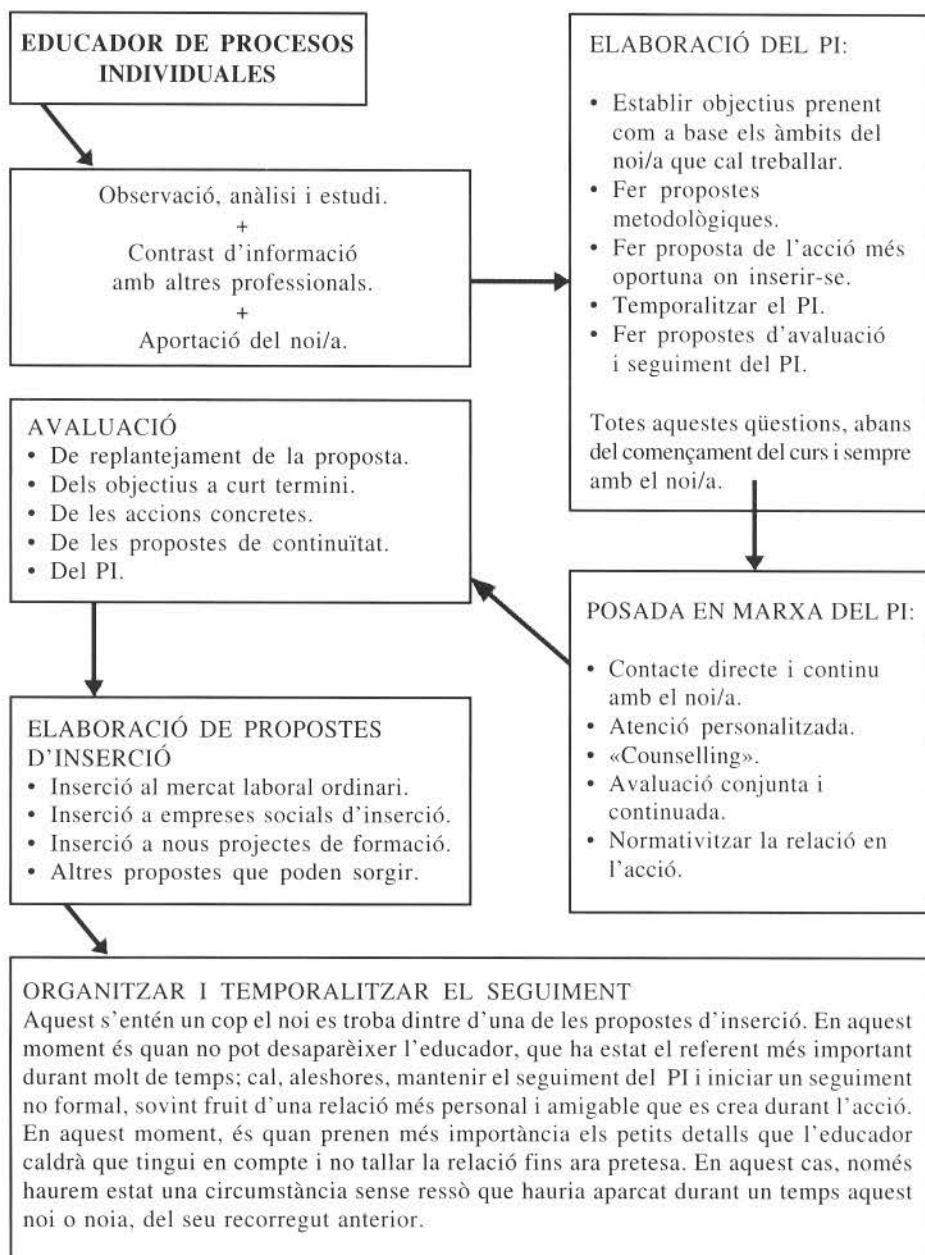 EDUCADOR DE PROCESOS
INDIVIDUALES
Observació, anàlisi i estudi.
+
Contrast d'informació
amb altres professionals.
+
Aportació del noi/a.
ELABORACIÓ DEL PI:
• Establir objectius prenent
com a base els àmbits del
noi/a que cal treballar.
• Fer propostes
metodològiques.
• Fer proposta de l'acció més
oportuna on inserir-se.
• Temporalitzar el PI.
• Fer propostes d'avaluació
i seguiment del PI.
Totes aquestes qüestions, abans
del començament del curs i sempre
amb el noi/a.
POSADA EN MARXA DEL PI:
• Contacte directe i continu
amb el noi/a.
• Atenció personalitzada.
• «Counselling».
• Avaluació conjunta i
continuada.
• Normativitzar la relació en
l'acció.
AVALUACIÓ
• De replantejament de la proposta.
• Dels objectius a curt termini.
• De les accions concretes.
• De les propostes de continuïtat.
• Del PI.
ELABORACIÓ DE PROPOSTES
D'INSERCIÓ
• Inserció al mercat laboral ordinari.
• Inserció a empreses socials d'inserció.
• Inserció a nous projectes de formació.
• Altres propostes que poden sorgir.
ORGANITZAR I TEMPORALITZAR EL SEGUIMENT
Aquest s'entén un cop el noi es troba dintre d'una de les propostes d'inserció. En aquest
moment és quan no pot desaparèixer l'educador, que ha estat el referent més important
durant molt de temps; cal, aleshores, mantenir el seguiment del PI i iniciar un seguiment
no formal, sovint fruit d'una relació més personal i amigable que es crea durant l'acció.
En aquest moment, és quan prenen més importància els petits detalls que l'educador
caldrà que tingui en compte i no tallar la relació fins ara pretesa. En aquest cas, només
haurem estat una circumstància sense ressò que hauria aparcat durant un temps aquest
noi o noia, del seu recorregut anterior.